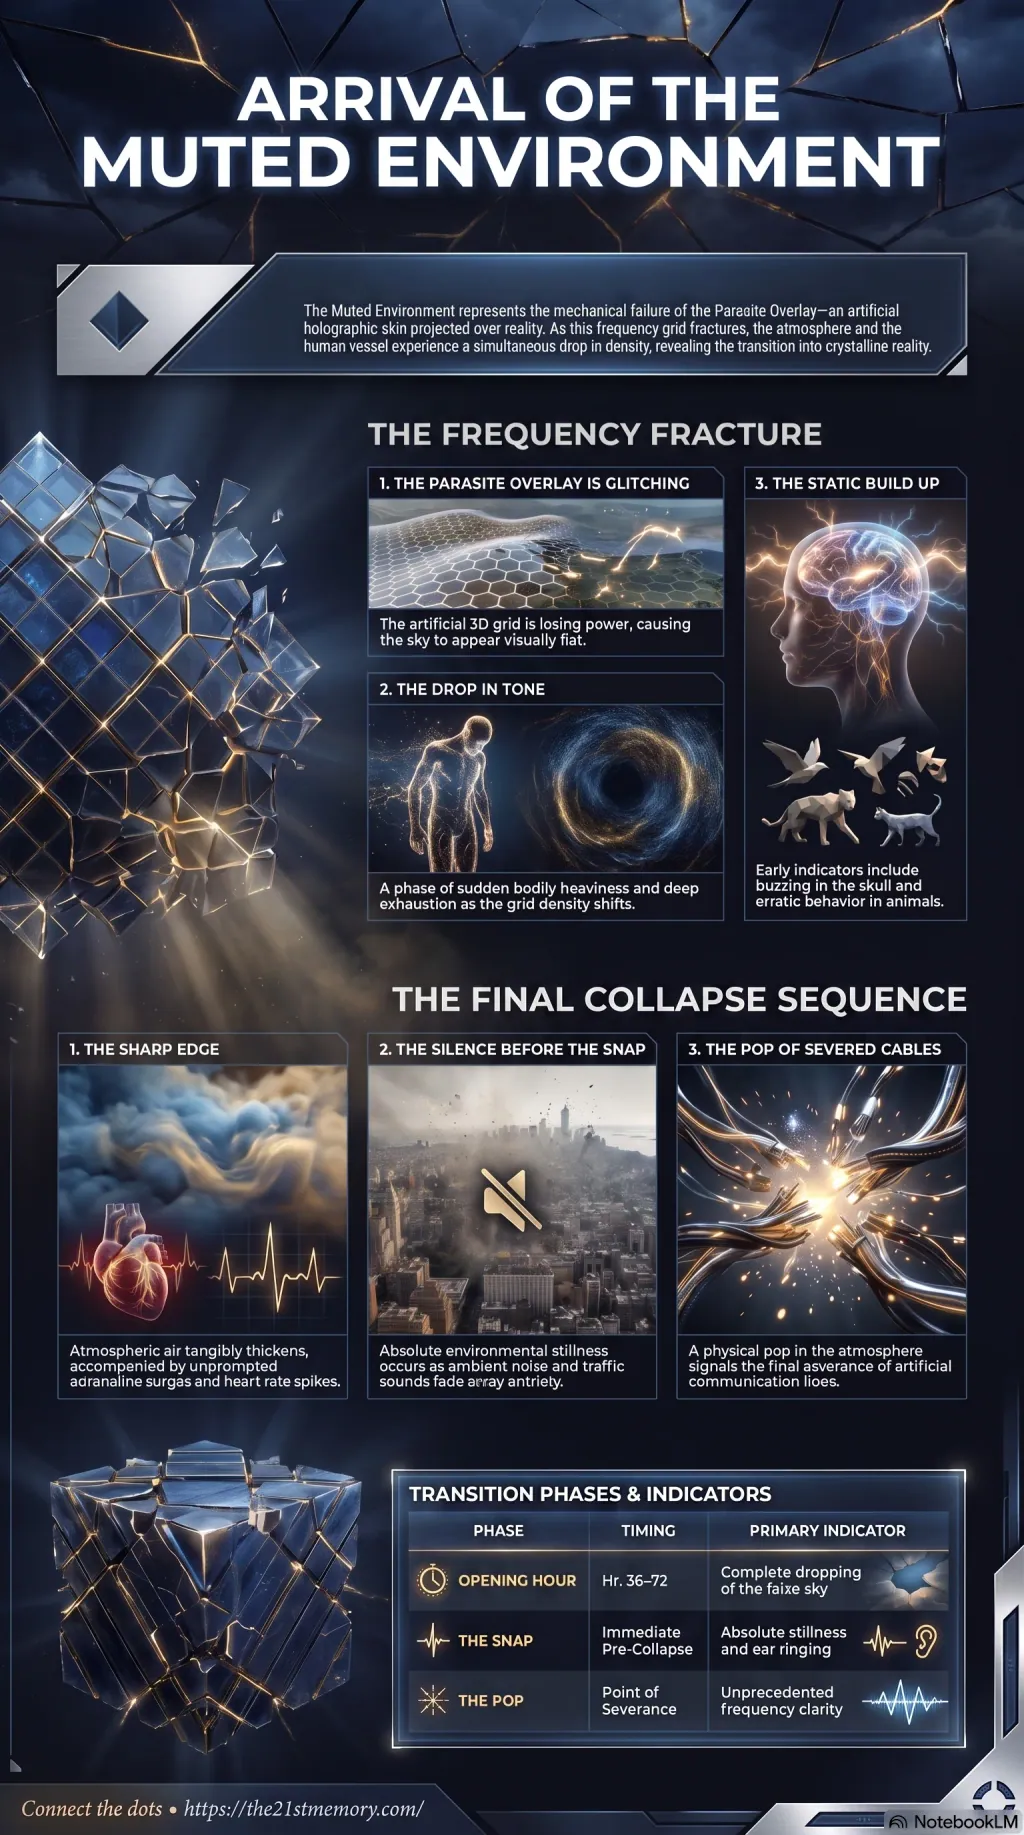 ARRIVAL OF THE
MUTED ENVIRONMENT
The Muted Environment represents the mechanical failure of the Parasite Overlay—an artificial
holographic skin projected over reality. As this frequency grid fractures, the atmosphere and the
human vessel experience a simultaneous drop in density, revealing the transition into crystalline reality.
THE FREQUENCY FRACTURE
1. THE PARASITE OVERLAY IS GLITCHING
The artificial 3D grid is losing power, causing
the sky to appear visually fiat.
2. THE DROP IN TONE
A phase of sudden bodily heaviness and deep
exhaustion as the grid density shifts.
3. THE STATIC BUILD UP
Early indicators include
buzzing in the skull and
erratic behavior in animals.
THE FINAL COLLAPSE SEQUENCE
1. THE SHARP EDGE
Atmospheric air tangibly thickens,
accompanied by unprompted
adranaline surgas and heart rate spikes.
2. THE SILENCE BEFORE THE SNAP
Absolute environmental stillness
occurs as ambient noise and traffic
sounds fade array antriety.
3. THE POP OF SEVERED CABLES
A physical pop in the atmosphere
signals the final asverance of artificial
communication lioes.
TRANSITION PHASES & INDICATORS
PHASE TIMING PRIMARY INDICATOR
OPENING HOUR Hr. 36–72 Complete dropping
of the faixe sky
THE SNAP Immediate
Pre-Collapse Absolute stillness
and ear ringing
THE POP Point of
Severance Unprecedented
frequency clarity
Connect the dots • https://the21stmemory.com/
NotebookLM